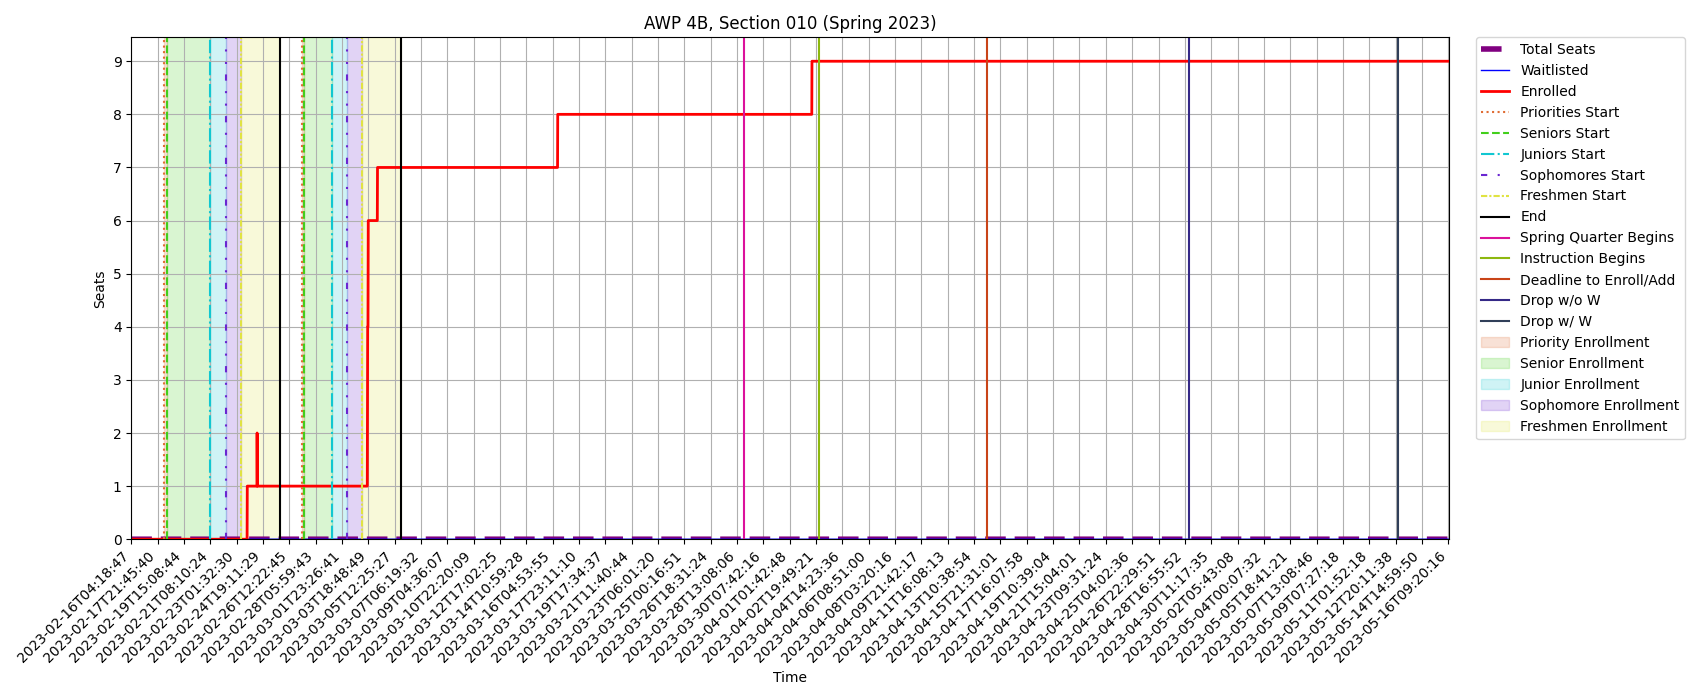 AWP 4B, Section 010 (Spring 2023)
Seats
9
8
7
6
5
4
3
2
1
0
2023-02-16T04:18:47
2023-02-17T21:45:40
2023-02-19T15:08:44
2023-02-21T08:10:24
2023-02-23T01:32:30
2023-02-24T19:11:29
2023-02-26T12:22:45
2023-02-28T05:59:43
2023-03-01T23:26:41
2023-03-03T18:48:49
2023-03-05T12:25:27
2023-03-07T06:19:32
2023-03-09T04:36:07
2023-03-10T22:20:09
2023-03-12T17:02:25
2023-03-14T10:59:28
2023-03-16T04:53:55
2023-03-17T23:11:10
2023-03-19T17:34:37
2023-03-21T11:40:44
2023-03-23T06:01:20
2023-03-25T00:16:51
2023-03-26T18:31:24
2023-03-28T13:08:06
2023-03-30T07:42:16
2023-04-01T01:42:48
2023-04-02T19:49:21
2023-04-04T14:23:36
2023-04-06T08:51:00
2023-04-08T03:20:16
2023-04-09T21:42:17
2023-04-11T16:08:13
2023-04-13T10:38:54
2023-04-15T21:31:01
2023-04-17T16:07:58
2023-04-19T10:39:04
2023-04-21T15:04:01
2023-04-23T09:31:24
2023-04-25T04:02:36
2023-04-26T22:29:51
2023-04-28T16:55:52
2023-04-30T11:17:35
2023-05-02T05:43:08
2023-05-04T00:07:32
2023-05-05T18:41:21
2023-05-07T13:08:46
2023-05-09T07:27:18
2023-05-11T01:52:18
2023-05-12T20:11:38
2023-05-14T14:59:50
2023-05-16T09:20:16
Time
Total Seats
Waitlisted
Enrolled
Priorities Start
Seniors Start
Juniors Start
Sophomores Start
Freshmen Start
End
Spring Quarter Begins
Instruction Begins
Deadline to Enroll/Add
Drop w/o W
Drop w/ W
Priority Enrollment
Senior Enrollment
Junior Enrollment
Sophomore Enrollment
Freshmen Enrollment